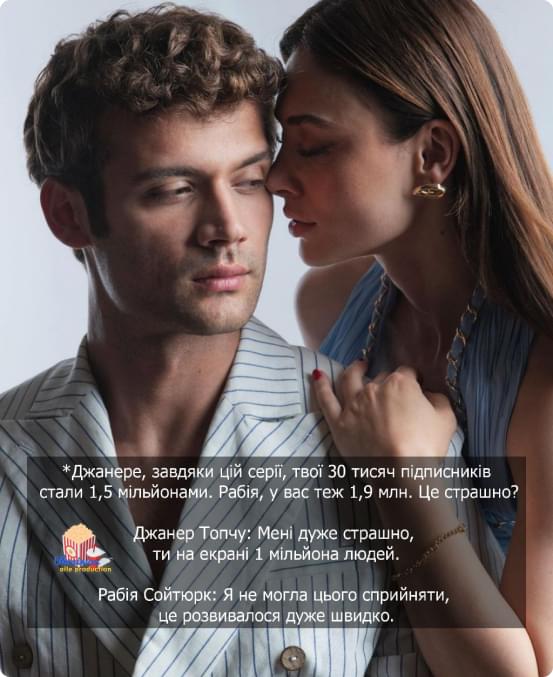 *Джанере, завдяки цій серії, твої 30 тисяч підписників
стали 1,5 мільйонами. Рабія, у вас теж 1,9 млн. Це страшно?
Джанер Топчу: Мені дуже страшно,
ти на екрані 1 мільйона людей.
alle production
Рабія Сойтюрк: Я не могла цього сприйняти,
це розвивалося дуже швидко.